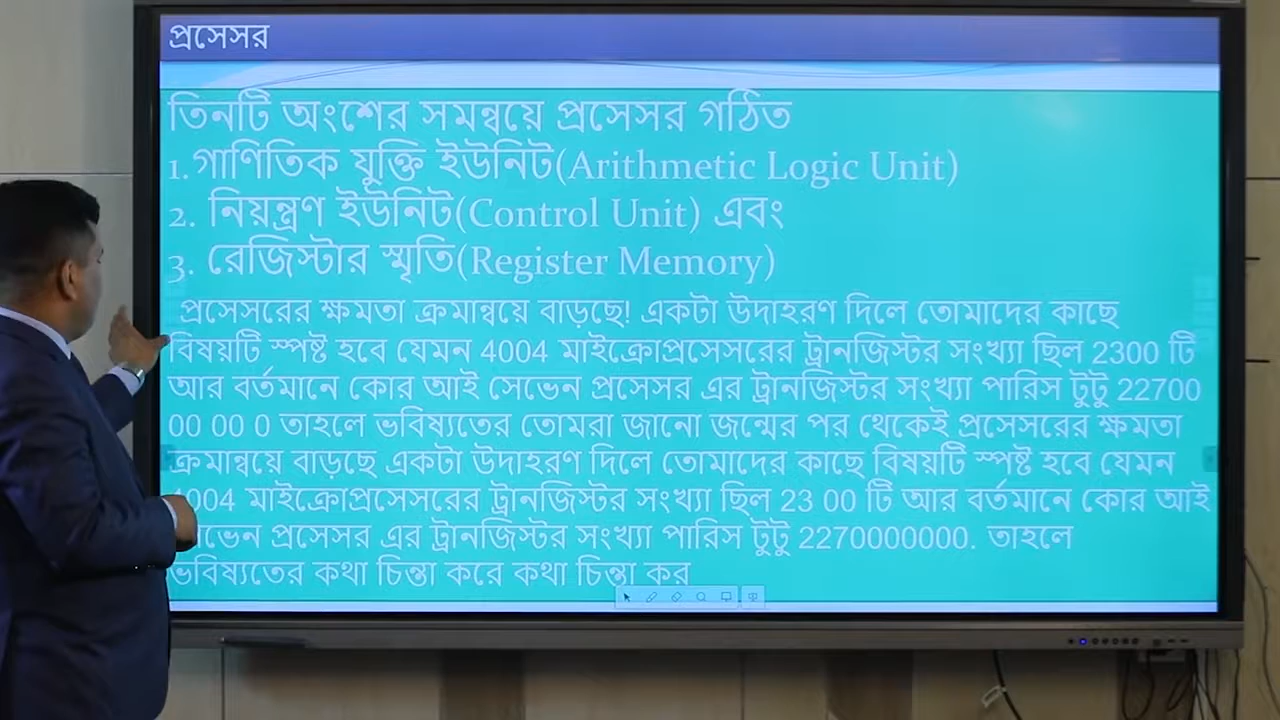 প্রসেসর
তিনটি অংশের সমন্বয়ে প্রসেসর গঠিত
1.গাণিতিক যুক্তি ইউনিট(Arithmetic Logic Unit)
2. নিয়ন্ত্রণ ইউনিট(Control Unit) এবং
3. রেজিস্টার স্মৃতি(Register Memory)
প্রসেসরের ক্ষমতা ক্রমান্বয়ে বাড়ছে! একটা উদাহরণ দিলে তোমাদের কাছে
বিষয়টি স্পষ্ট হবে যেমন 4004 মাইক্রোপ্রসেসরের ট্রানজিস্টর সংখ্যা ছিল 2300 টি
আর বর্তমানে কোর আই সেভেন প্রসেসর এর ট্রানজিস্টর সংখ্যা পারিস টুটু 22700
00 00 0 তাহলে ভবিষ্যতের তোমরা জানো জন্মের পর থেকেই প্রসেসরের ক্ষমতা
ক্রমান্বয়ে বাড়ছে একটা উদাহরণ দিলে তোমাদের কাছে বিষয়টি স্পষ্ট হবে যেমন
4004 মাইক্রোপ্রসেসরের ট্রানজিস্টর সংখ্যা ছিল 23 00 টি আর বর্তমানে কোর আই
সেভেন প্রসেসর এর ট্রানজিস্টর সংখ্যা পারিস টুটু 2270000000. তাহলে
ভবিষ্যতের কথা চিন্তা করে কথা চিন্তা কর